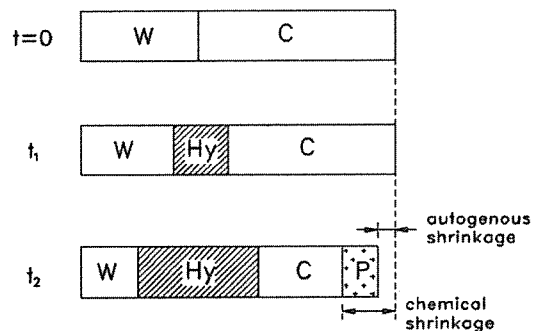 t=0
W
C
t₁
W
Hy
C
autogenous
shrinkage
t₂
W
Hy
C
P
chemical
shrinkage